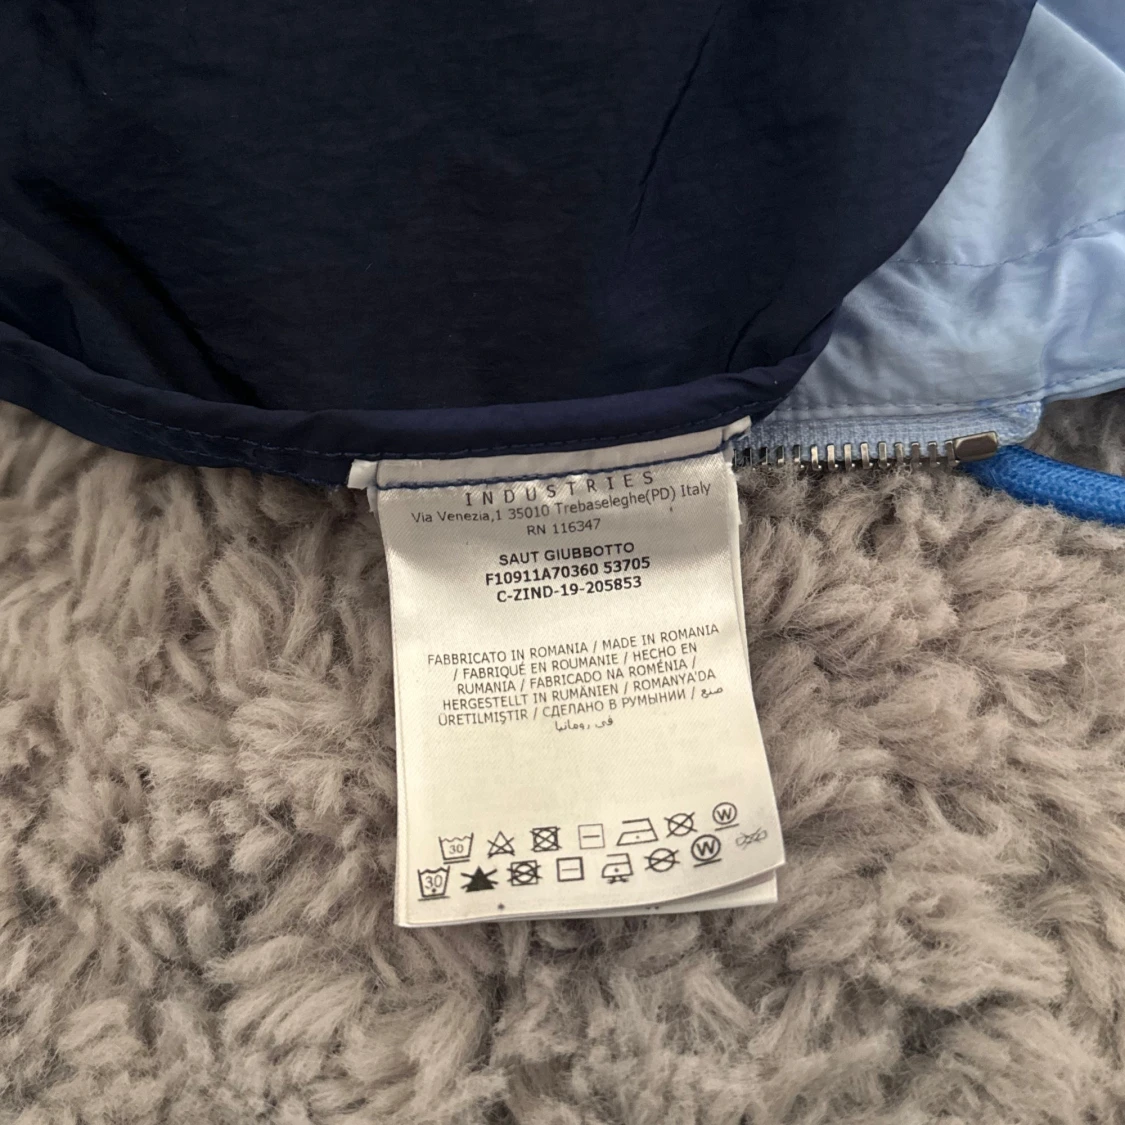 INDUSTRIES
Via Venezia,1 35010 Trebaseleghe(PD) Italy
RN 116347
SAUT GIUBBOTTO
F10911A70360 53705
C-ZIND-19-205853
FABBRICATO IN ROMANIA / MADE IN ROMANIA
/ FABRIQUÉ EN ROUMANIE / HECHO EN
RUMANIA / FABRICADO NA ROMÉNIA /
HERGESTELLT IN RUMÄNIEN / ROMANYA'DA
ÜRETILMIŞTIR / СДЕЛАНО В РУМЫНИИ / صنع
في رومانيا
30 W
30 W